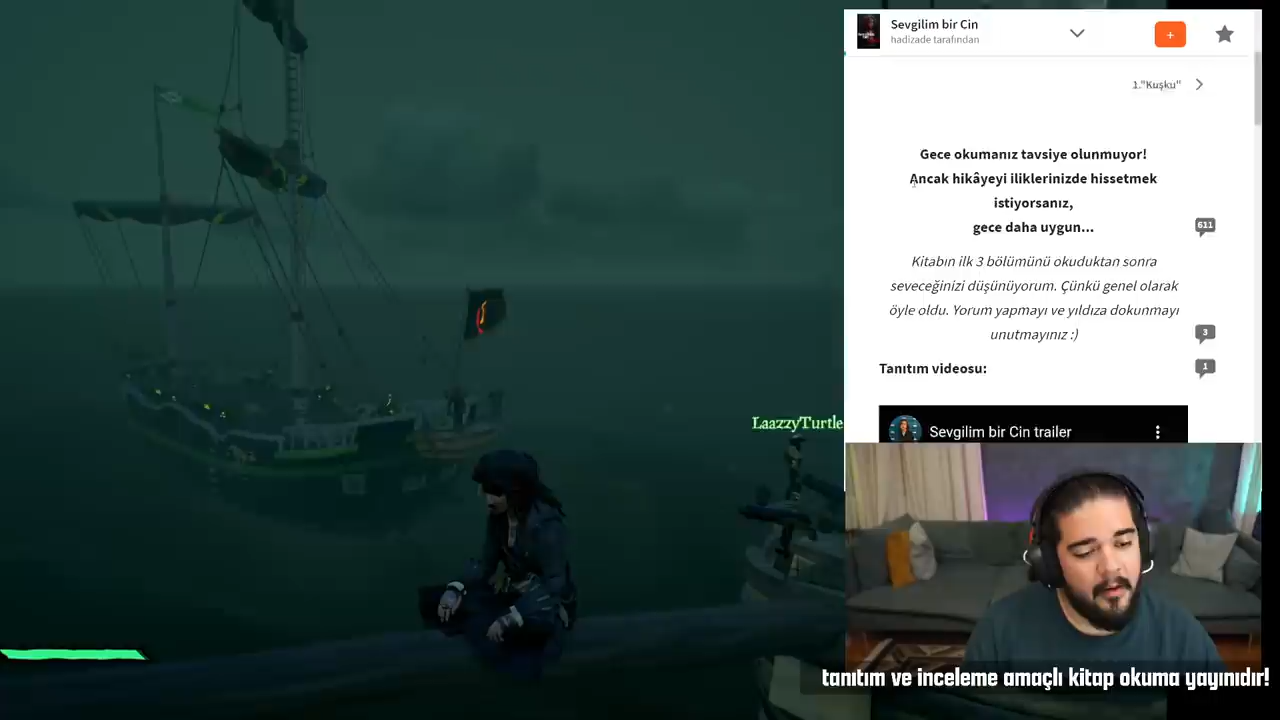 Sevgilim bir Cin
hadizade tarafından
+
1."Kuşku"
Gece okumanız tavsiye olunmuyor!
Ancak hikâyeyi iliklerinizde hissetmek
istiyorsanız,
gece daha uygun...
611
Kitabın ilk 3 bölümünü okuduktan sonra
seveceğinizi düşünüyorum. Çünkü genel olarak
öyle oldu. Yorum yapmayı ve yıldıza dokunmayı
unutmayınız :)
3
Tanıtım videosu:
1
Sevgilim bir Cin trailer
LaazzyTurtle
tanıtım ve inceleme amaçlı kitap okuma yayınıdır!